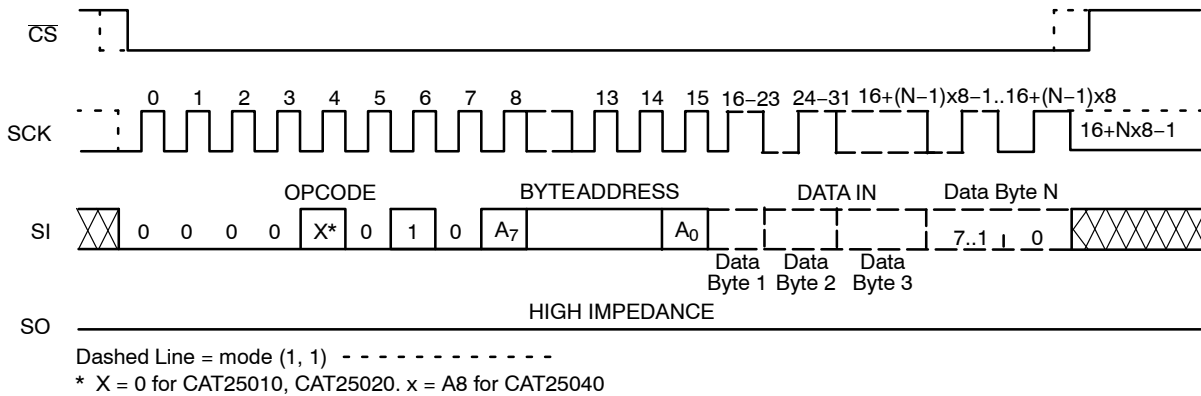 CS
0 1 2 3 4 5 6 7 8 13 14 15 16−23 24−31 16+(N−1)x8−1..16+(N−1)x8
SCK
16+Nx8−1
OPCODE BYTEADDRESS DATA IN Data Byte N
SI 0 0 0 0 X* 0 1 0 A7 A0 7..1 0
Data Byte 1 Data Byte 2 Data Byte 3
HIGH IMPEDANCE
SO
Dashed Line = mode (1, 1) − − − − − − − − − − − −
* X = 0 for CAT25010, CAT25020. x = A8 for CAT25040